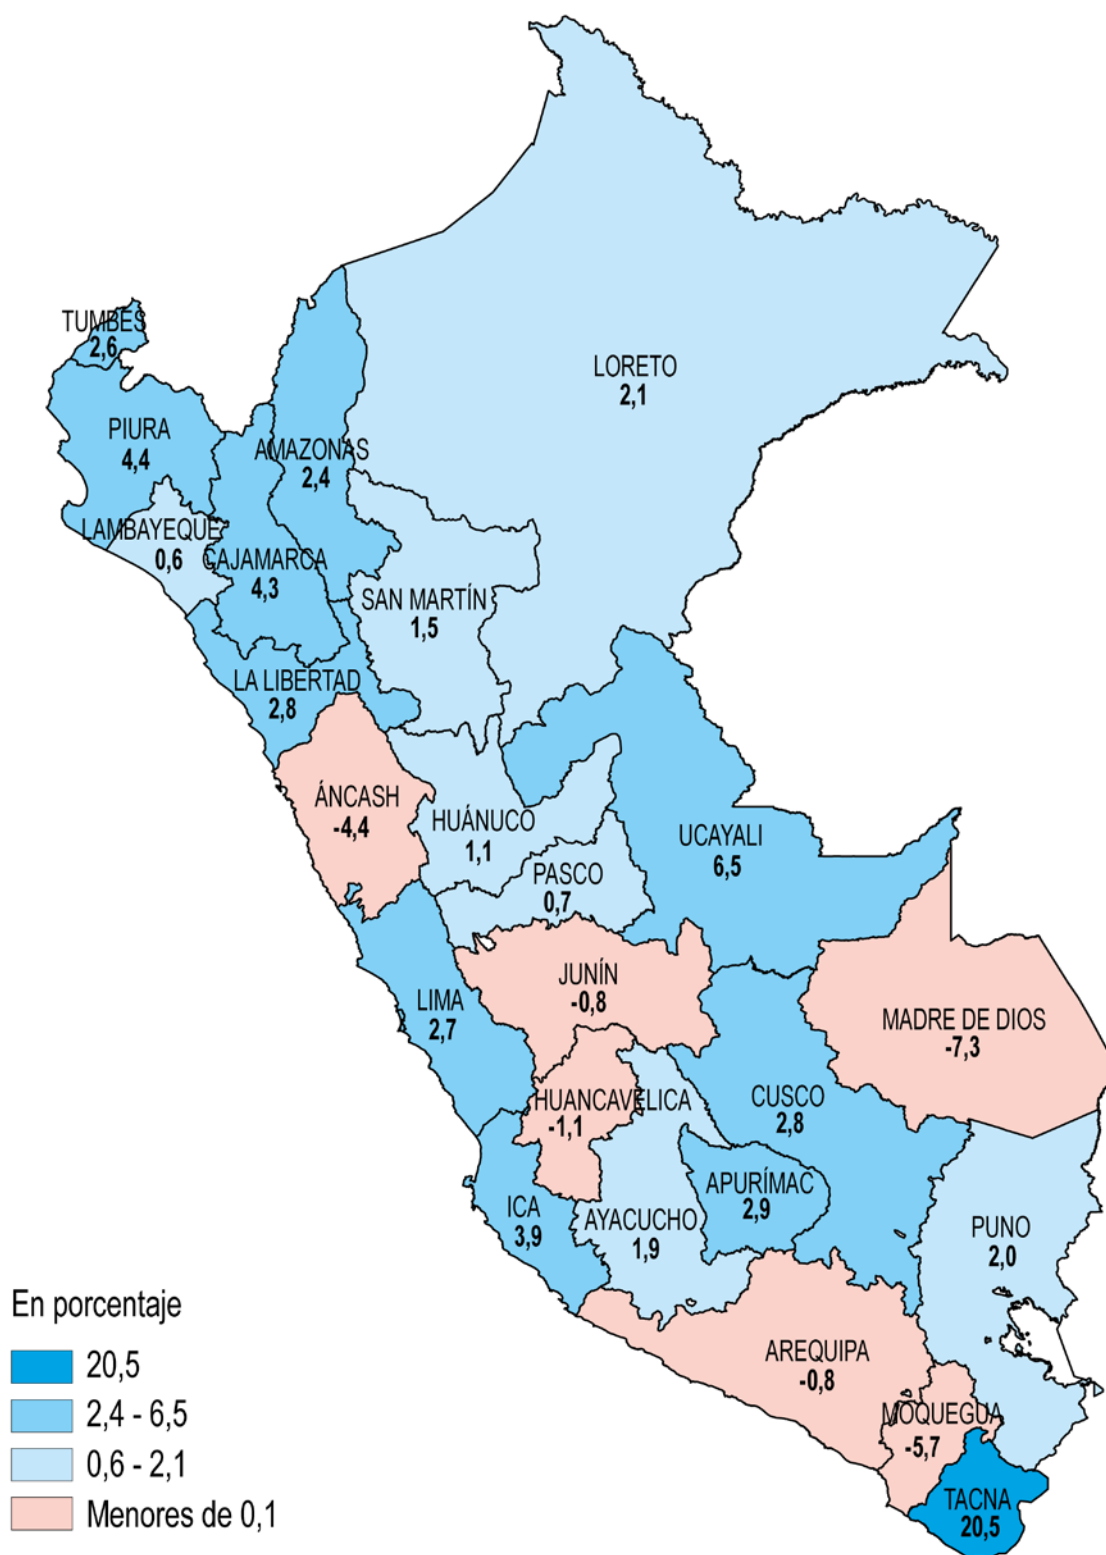 TUMBES
2,6
LORETO
2,1
PIURA
4,4
AMAZONAS
2,4
LAMBAYEQUE
0,6
CAJAMARCA
4,3
SAN MARTÍN
1,5
LA LIBERTAD
2,8
ÁNCASH
-4,4
HUÁNUCO
1,1
UCAYALI
6,5
PASCO
0,7
JUNÍN
-0,8
LIMA
2,7
MADRE DE DIOS
-7,3
HUANCAVELICA
-1,1
CUSCO
2,8
APURÍMAC
2,9
ICA
3,9
AYACUCHO
1,9
PUNO
2,0
AREQUIPA
-0,8
MOQUEGUA
-5,7
TACNA
20,5
En porcentaje
20,5
2,4 - 6,5
0,6 - 2,1
Menores de 0,1